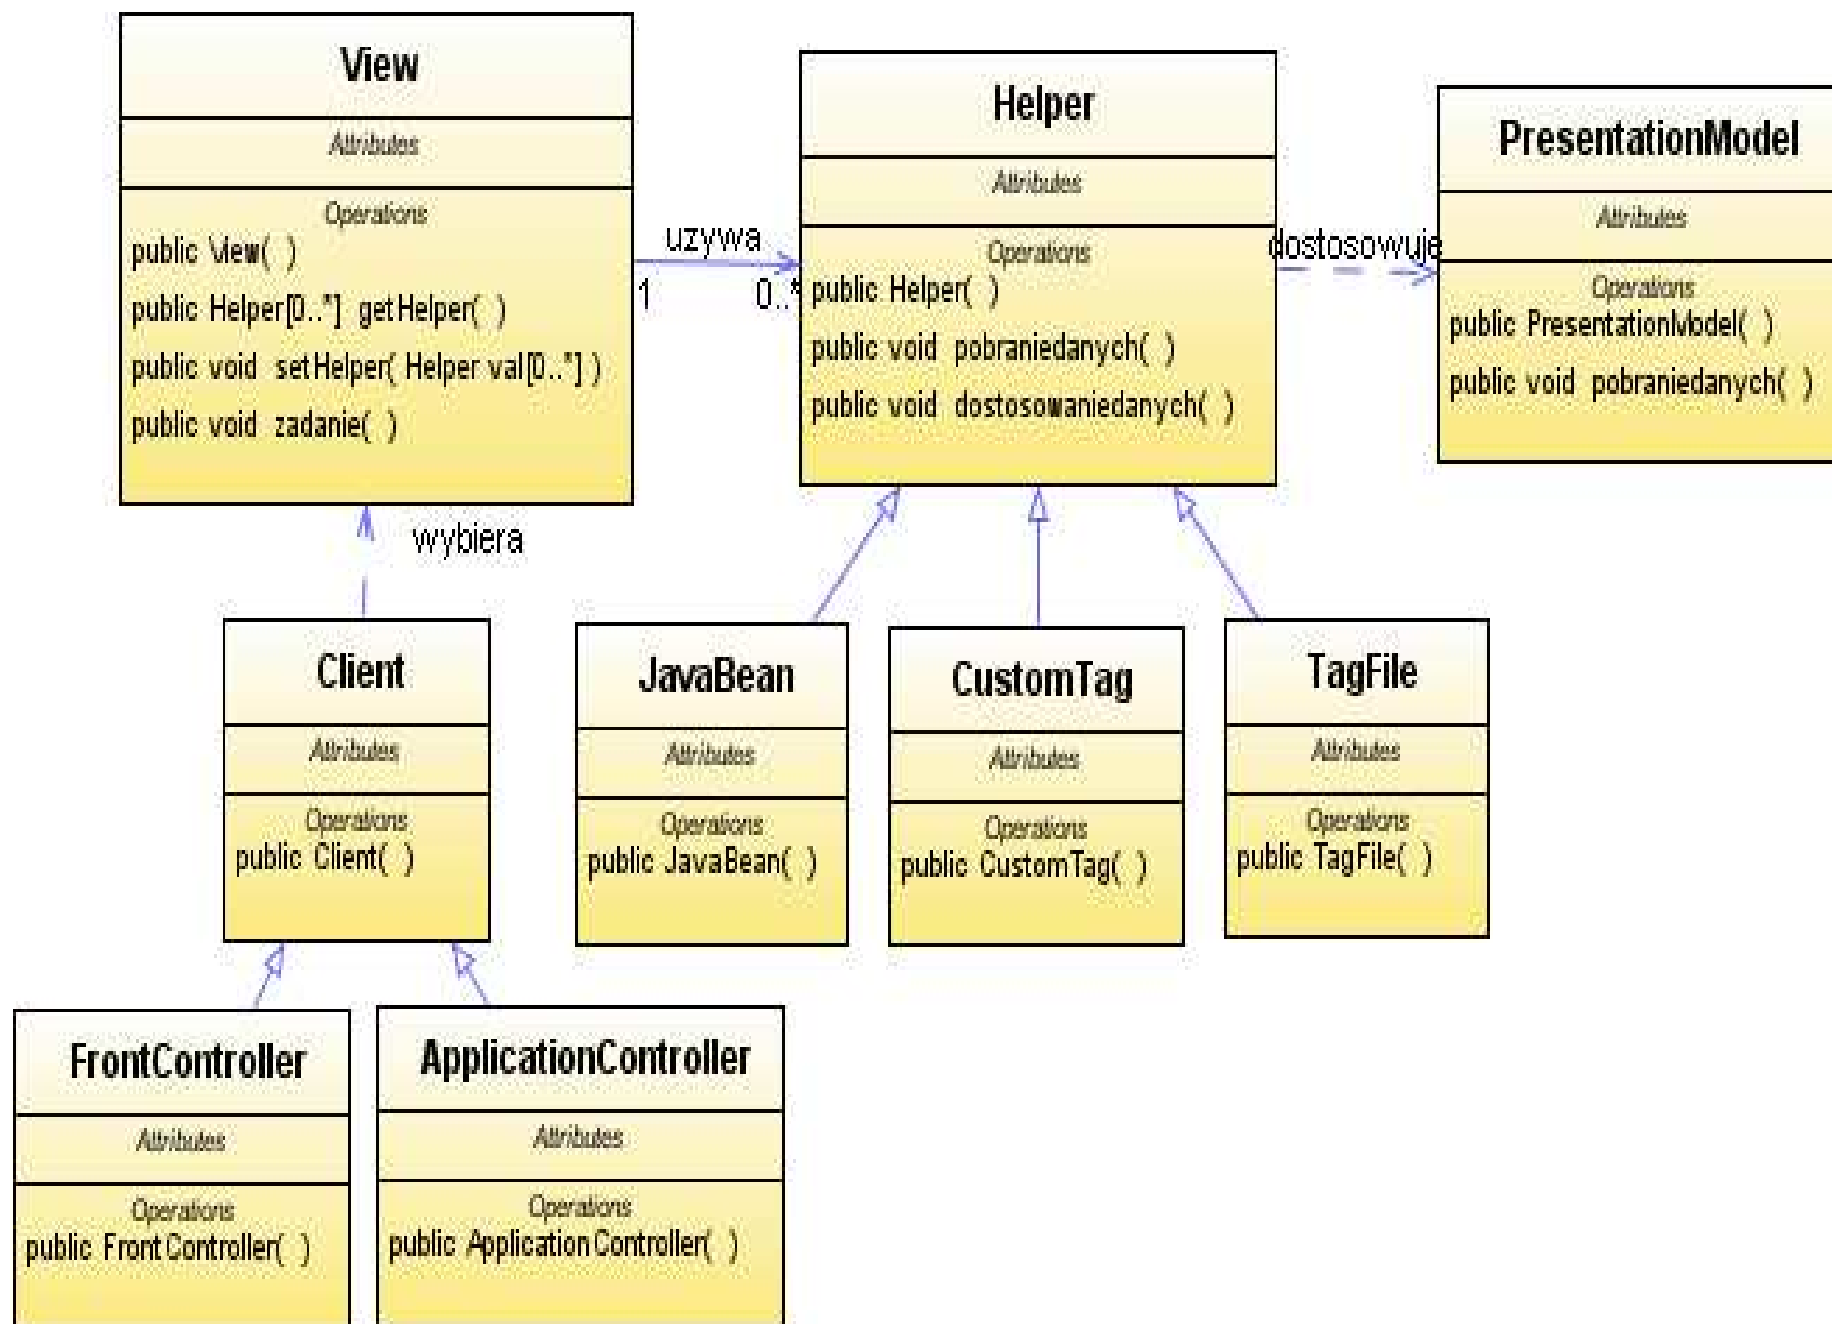 View
Attributes
Operations
public View( )
public Helper[0..*] getHelper( )
public void setHelper( Helper val[0..*] )
public void zadanie( )
uzywa
1
0..*
Helper
Attributes
Operations
public Helper( )
public void pobraniedanych( )
public void dostosowaniedanych( )
dostosowuje
PresentationModel
Attributes
Operations
public PresentationModel( )
public void pobraniedanych( )
wybiera
Client
Attributes
Operations
public Client( )
JavaBean
Attributes
Operations
public JavaBean( )
CustomTag
Attributes
Operations
public CustomTag( )
TagFile
Attributes
Operations
public TagFile( )
FrontController
Attributes
Operations
public FrontController( )
ApplicationController
Attributes
Operations
public ApplicationController( )